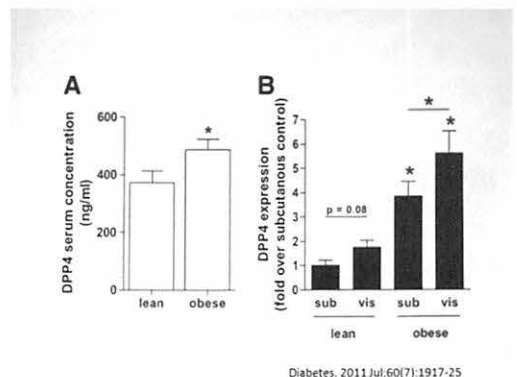 A
DPP4 serum concentration
(ng/ml)
600
400
200
0
*
lean
obese
B
DPP4 expression
(fold over subcutanous control)
7
6
5
4
3
2
1
0
p = 0.08
*
*
*
sub
vis
sub
vis
lean
obese
Diabetes. 2011 Jul;60(7):1917-25